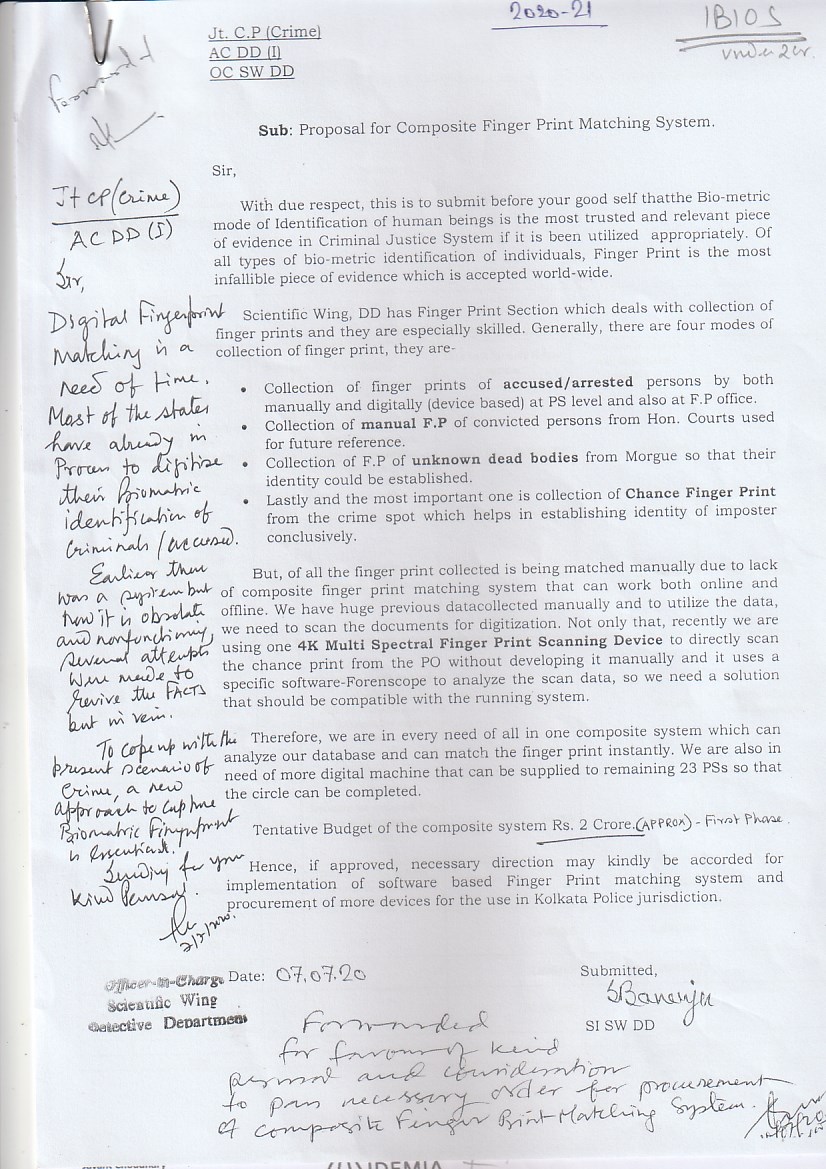 2020-21
IBIOS
under
Jt. C.P (Crime)
AC DD (I)
OC SW DD
Forwarded
Sub: Proposal for Composite Finger Print Matching System.
Sir,
With due respect, this is to submit before your good self thatthe Bio-metric
mode of Identification of human beings is the most trusted and relevant piece
of evidence in Criminal Justice System if it is been utilized appropriately. Of
all types of bio-metric identification of individuals, Finger Print is the most
infallible piece of evidence which is accepted world-wide.
Scientific Wing, DD has Finger Print Section which deals with collection of
finger prints and they are especially skilled. Generally, there are four modes of
collection of finger print, they are-
• Collection of finger prints of accused/arrested persons by both
manually and digitally (device based) at PS level and also at F.P office.
• Collection of manual F.P of convicted persons from Hon. Courts used
for future reference.
• Collection of F.P of unknown dead bodies from Morgue so that their
identity could be established.
• Lastly and the most important one is collection of Chance Finger Print
from the crime spot which helps in establishing identity of imposter
conclusively.
But, of all the finger print collected is being matched manually due to lack
of composite finger print matching system that can work both online and
offline. We have huge previous datacollected manually and to utilize the data,
we need to scan the documents for digitization. Not only that, recently we are
using one 4K Multi Spectral Finger Print Scanning Device to directly scan
the chance print from the PO without developing it manually and it uses a
specific software-Forenscope to analyze the scan data, so we need a solution
that should be compatible with the running system.
Therefore, we are in every need of all in one composite system which can
analyze our database and can match the finger print instantly. We are also in
need of more digital machine that can be supplied to remaining 23 PSs so that
the circle can be completed.
Tentative Budget of the composite system Rs. 2 Crore.(APPROX) - First Phase.
Hence, if approved, necessary direction may kindly be accorded for
implementation of software based Finger Print matching system and
procurement of more devices for the use in Kolkata Police jurisdiction.
Jt CP (Crime)
AC DD (I)
Sir,
Digital Fingerprint
Matching is a
need of time.
Most of the states
have already in
Process to digitise
their Biometric
identification of
Criminals / accused.
Earlier there
was a system but
now it is obsolate
and nonfunctioning,
several attempts
were made to
revive the FACTS
but in vein.
To cope up with the
present scenario of
Crime, a new
approach to capture
Biometric Fingerprint
is essential.
Sending for your
kind Perusal.
Officer-in-Charge
Scientific Wing
Detective Department
Date: 07.07.20
Submitted,
SBanerjee
SI SW DD
Forwarded
for favour of kind
perusal and consideration
to pass necessary order for procurement
of composite Finger Print Matching System.
IDEMIA